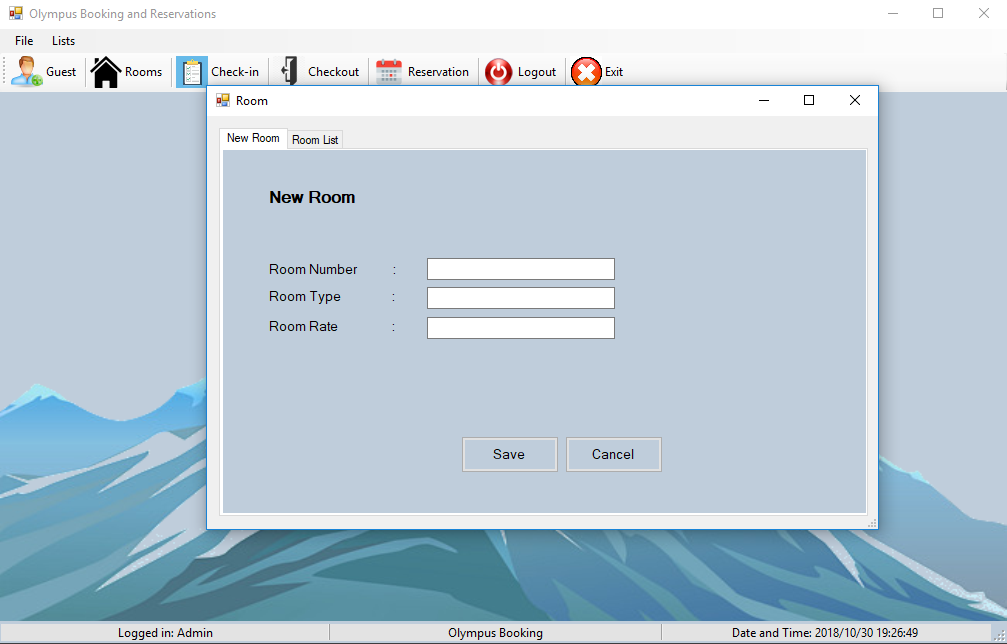 Olympus Booking and Reservations
File Lists
Guest Rooms Check-in Checkout Reservation Logout Exit
Room
New Room Room List
New Room
Room Number :
Room Type :
Room Rate :
Save Cancel
Logged in: Admin Olympus Booking Date and Time: 2018/10/30 19:26:49